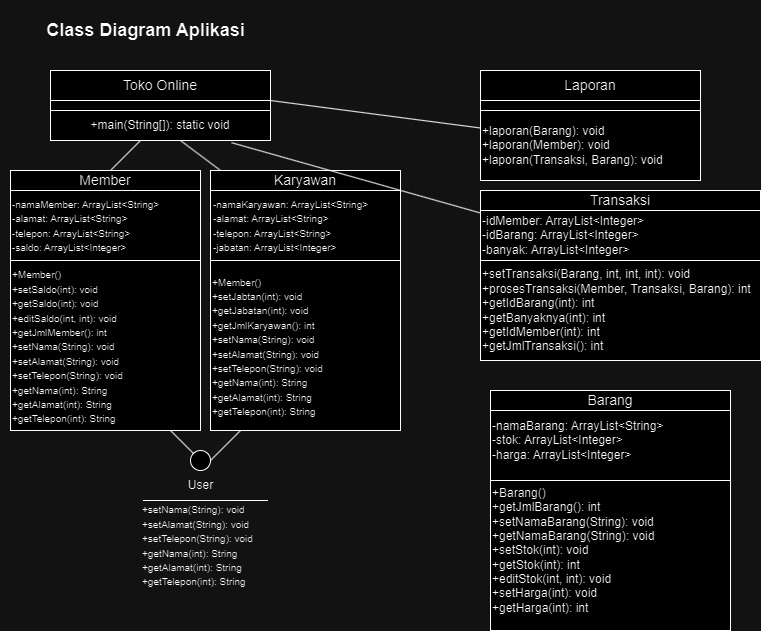 Class Diagram Aplikasi
Toko Online
+main(String[]): static void
Laporan
+laporan(Barang): void
+laporan(Member): void
+laporan(Transaksi, Barang): void
Member
-namaMember: ArrayList<String>
-alamat: ArrayList<String>
-telepon: ArrayList<String>
-saldo: ArrayList<Integer>
+Member()
+setSaldo(int): void
+getSaldo(int): void
+editSaldo(int, int): void
+getJmlMember(): int
+setNama(String): void
+setAlamat(String): void
+setTelepon(String): void
+getNama(int): String
+getAlamat(int): String
+getTelepon(int): String
Karyawan
-namaKaryawan: ArrayList<String>
-alamat: ArrayList<String>
-telepon: ArrayList<String>
-jabatan: ArrayList<Integer>
+Member()
+setJabtan(int): void
+getJabatan(int): void
+getJmlKaryawan(): int
+setNama(String): void
+setAlamat(String): void
+setTelepon(String): void
+getNama(int): String
+getAlamat(int): String
+getTelepon(int): String
Transaksi
-idMember: ArrayList<Integer>
-idBarang: ArrayList<Integer>
-banyak: ArrayList<Integer>
+setTransaksi(Barang, int, int, int): void
+prosesTransaksi(Member, Transaksi, Barang): int
+getIdBarang(int): int
+getBanyaknya(int): int
+getIdMember(int): int
+getJmlTransaksi(): int
User
+setNama(String): void
+setAlamat(String): void
+setTelepon(String): void
+getNama(int): String
+getAlamat(int): String
+getTelepon(int): String
Barang
-namaBarang: ArrayList<String>
-stok: ArrayList<Integer>
-harga: ArrayList<Integer>
+Barang()
+getJmlBarang(): int
+setNamaBarang(String): void
+getNamaBarang(String): void
+setStok(int): void
+getStok(int): int
+editStok(int, int): void
+setHarga(int): void
+getHarga(int): int